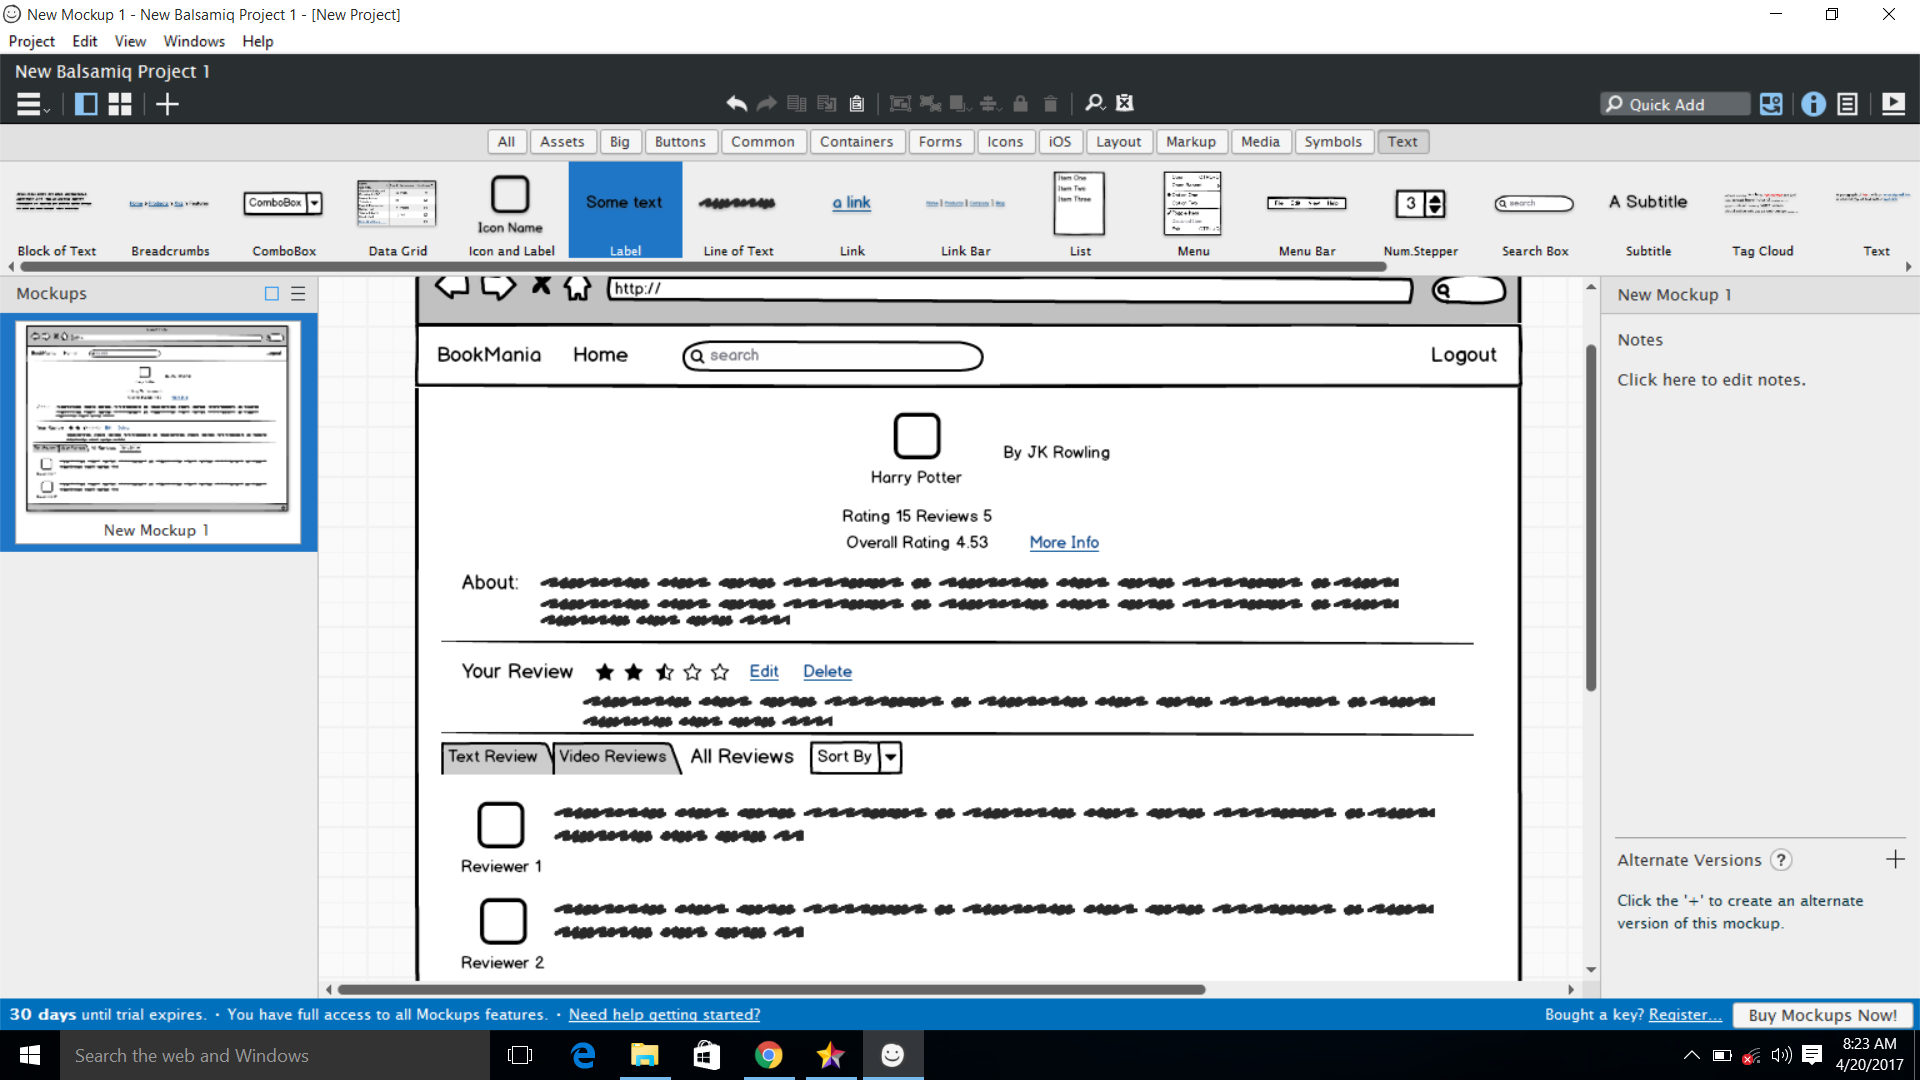 New Mockup 1 - New Balsamiq Project 1 - [New Project]
Project Edit View Windows Help
New Balsamiq Project 1
Quick Add
All Assets Big Buttons Common Containers Forms Icons iOS Layout Markup Media Symbols Text
ComboBox
Some text
a link
Item One
Item Two
Item Three
3
search
A Subtitle
Icon Name
Block of Text Breadcrumbs ComboBox Data Grid Icon and Label Label Line of Text Link Link Bar List Menu Menu Bar Num.Stepper Search Box Subtitle Tag Cloud Text
Mockups
New Mockup 1
http://
BookMania Home search Logout
Harry Potter
By JK Rowling
Rating 15 Reviews 5
Overall Rating 4.53 More Info
About:
Your Review Edit Delete
Text Review Video Reviews All Reviews Sort By
Reviewer 1
Reviewer 2
New Mockup 1
Notes
Click here to edit notes.
Alternate Versions ?
Click the '+' to create an alternate
version of this mockup.
30 days until trial expires. · You have full access to all Mockups features. · Need help getting started?
Bought a key? Register... Buy Mockups Now!
Search the web and Windows
8:23 AM
4/20/2017